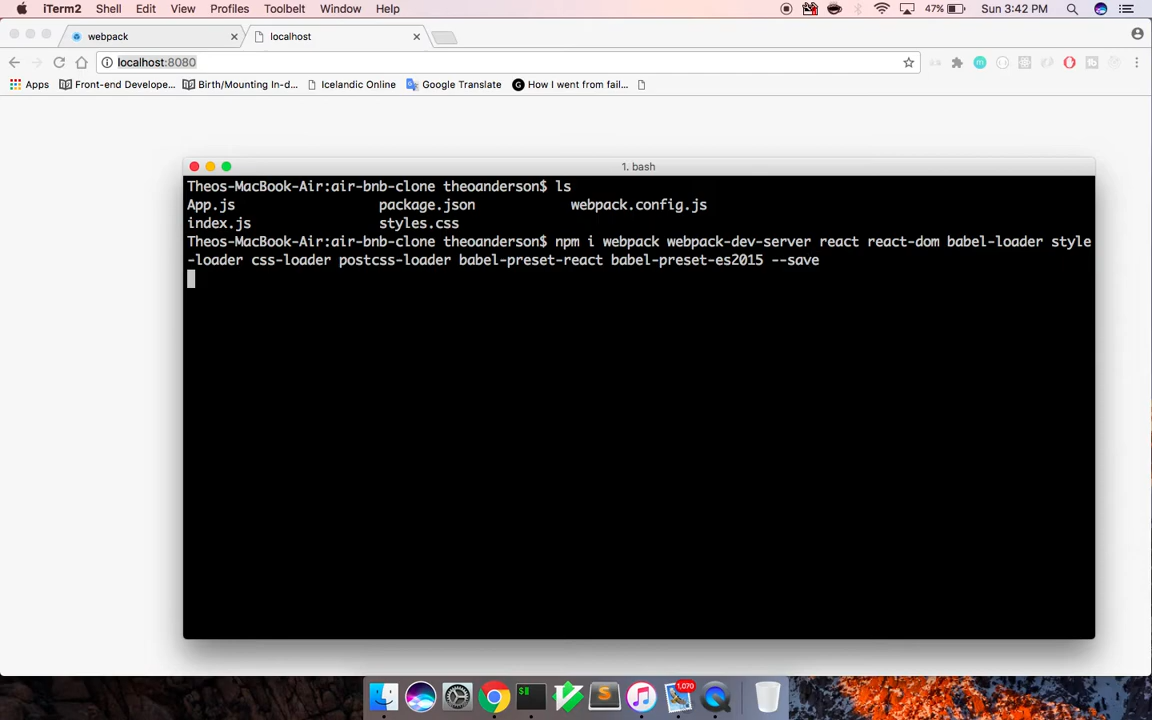 iTerm2 Shell Edit View Profiles Toolbelt Window Help 47% Sun 3:42 PM
webpack localhost
localhost:8080
Apps Front-end Develope... Birth/Mounting In-d... Icelandic Online Google Translate How I went from fail...
1. bash
Theos-MacBook-Air:air-bnb-clone theoanderson$ ls
App.js package.json webpack.config.js
index.js styles.css
Theos-MacBook-Air:air-bnb-clone theoanderson$ npm i webpack webpack-dev-server react react-dom babel-loader style
-loader css-loader postcss-loader babel-preset-react babel-preset-es2015 --save
1,070